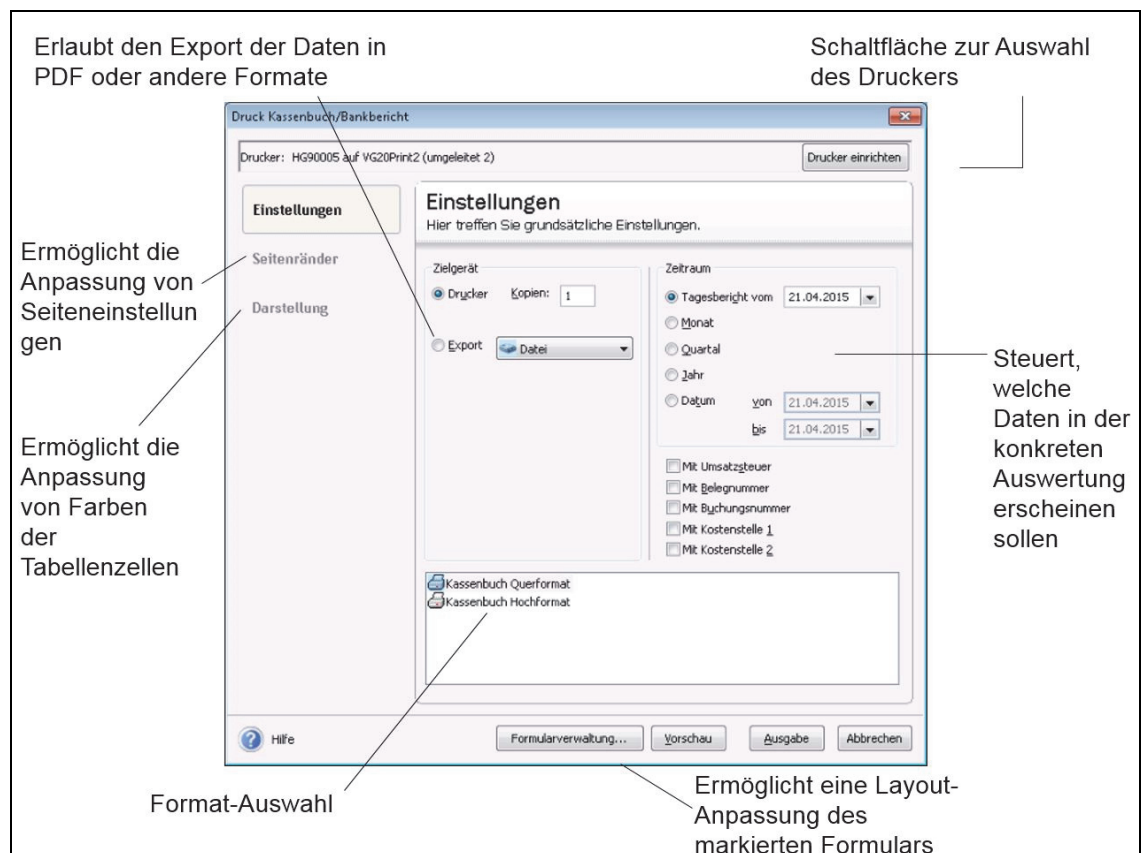 Erlaubt den Export der Daten in
PDF oder andere Formate
Schaltfläche zur Auswahl
des Druckers
Druck Kassenbuch/Bankbericht
Drucker: HG90005 auf VG20Print2 (umgeleitet 2)
Drucker einrichten
Einstellungen
Seitenränder
Darstellung
Einstellungen
Hier treffen Sie grundsätzliche Einstellungen.
Zielgerät
Drucker Kopien: 1
Export Datei
Zeitraum
Tagesbericht vom 21.04.2015
Monat
Quartal
Jahr
Datum von 21.04.2015
bis 21.04.2015
Mit Umsatzsteuer
Mit Belegnummer
Mit Buchungsnummer
Mit Kostenstelle 1
Mit Kostenstelle 2
Kassenbuch Querformat
Kassenbuch Hochformat
Hilfe
Formularverwaltung...
Vorschau
Ausgabe
Abbrechen
Ermöglicht die
Anpassung von
Seiteneinstellun
gen
Ermöglicht die
Anpassung
von Farben
der
Tabellenzellen
Steuert,
welche
Daten in der
konkreten
Auswertung
erscheinen
sollen
Format-Auswahl
Ermöglicht eine Layout-
Anpassung des
markierten Formulars